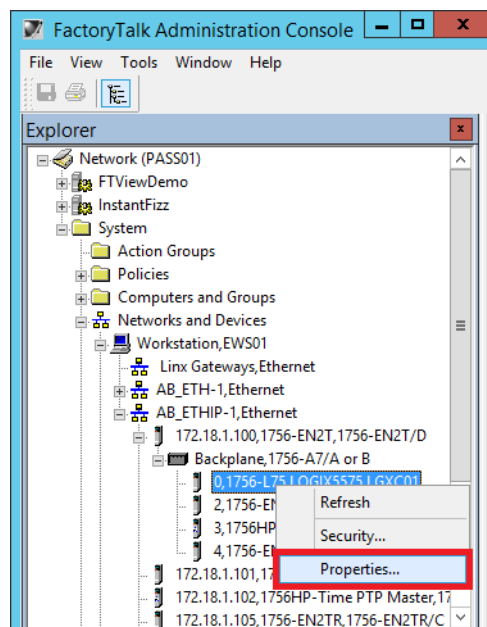 FactoryTalk Administration Console
File View Tools Window Help
Explorer
Network (PASS01)
FTViewDemo
InstantFizz
System
Action Groups
Policies
Computers and Groups
Networks and Devices
Workstation,EWS01
Linx Gateways,Ethernet
AB_ETH-1,Ethernet
AB_ETHIP-1,Ethernet
172.18.1.100,1756-EN2T,1756-EN2T/D
Backplane,1756-A7/A or B
0,1756-L75 LOGIX5575 LGXC01
2,1756-EN
Refresh
3,1756HP
Security...
4,1756-EN
Properties...
172.18.1.101,17
172.18.1.102,1756HP-Time PTP Master,17
172.18.1.105,1756-EN2TR,1756-EN2TR/C